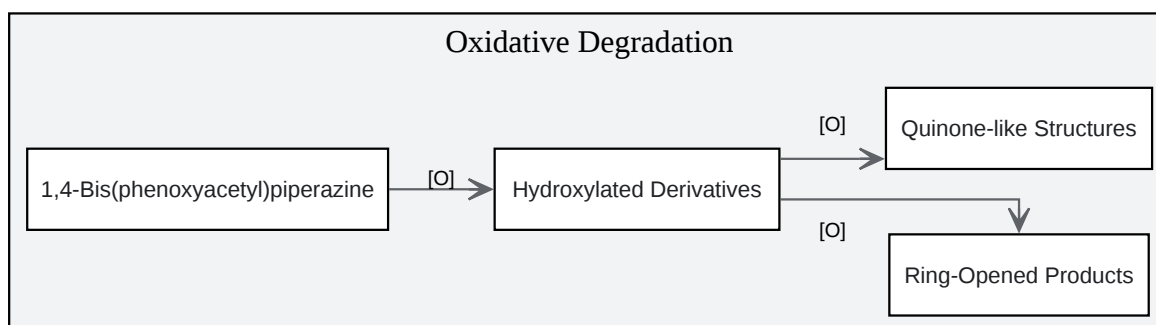 Oxidative Degradation
[O]
Quinone-like Structures
1,4-Bis(phenoxyacetyl)piperazine
[O]
Hydroxylated Derivatives
[O]
Ring-Opened Products